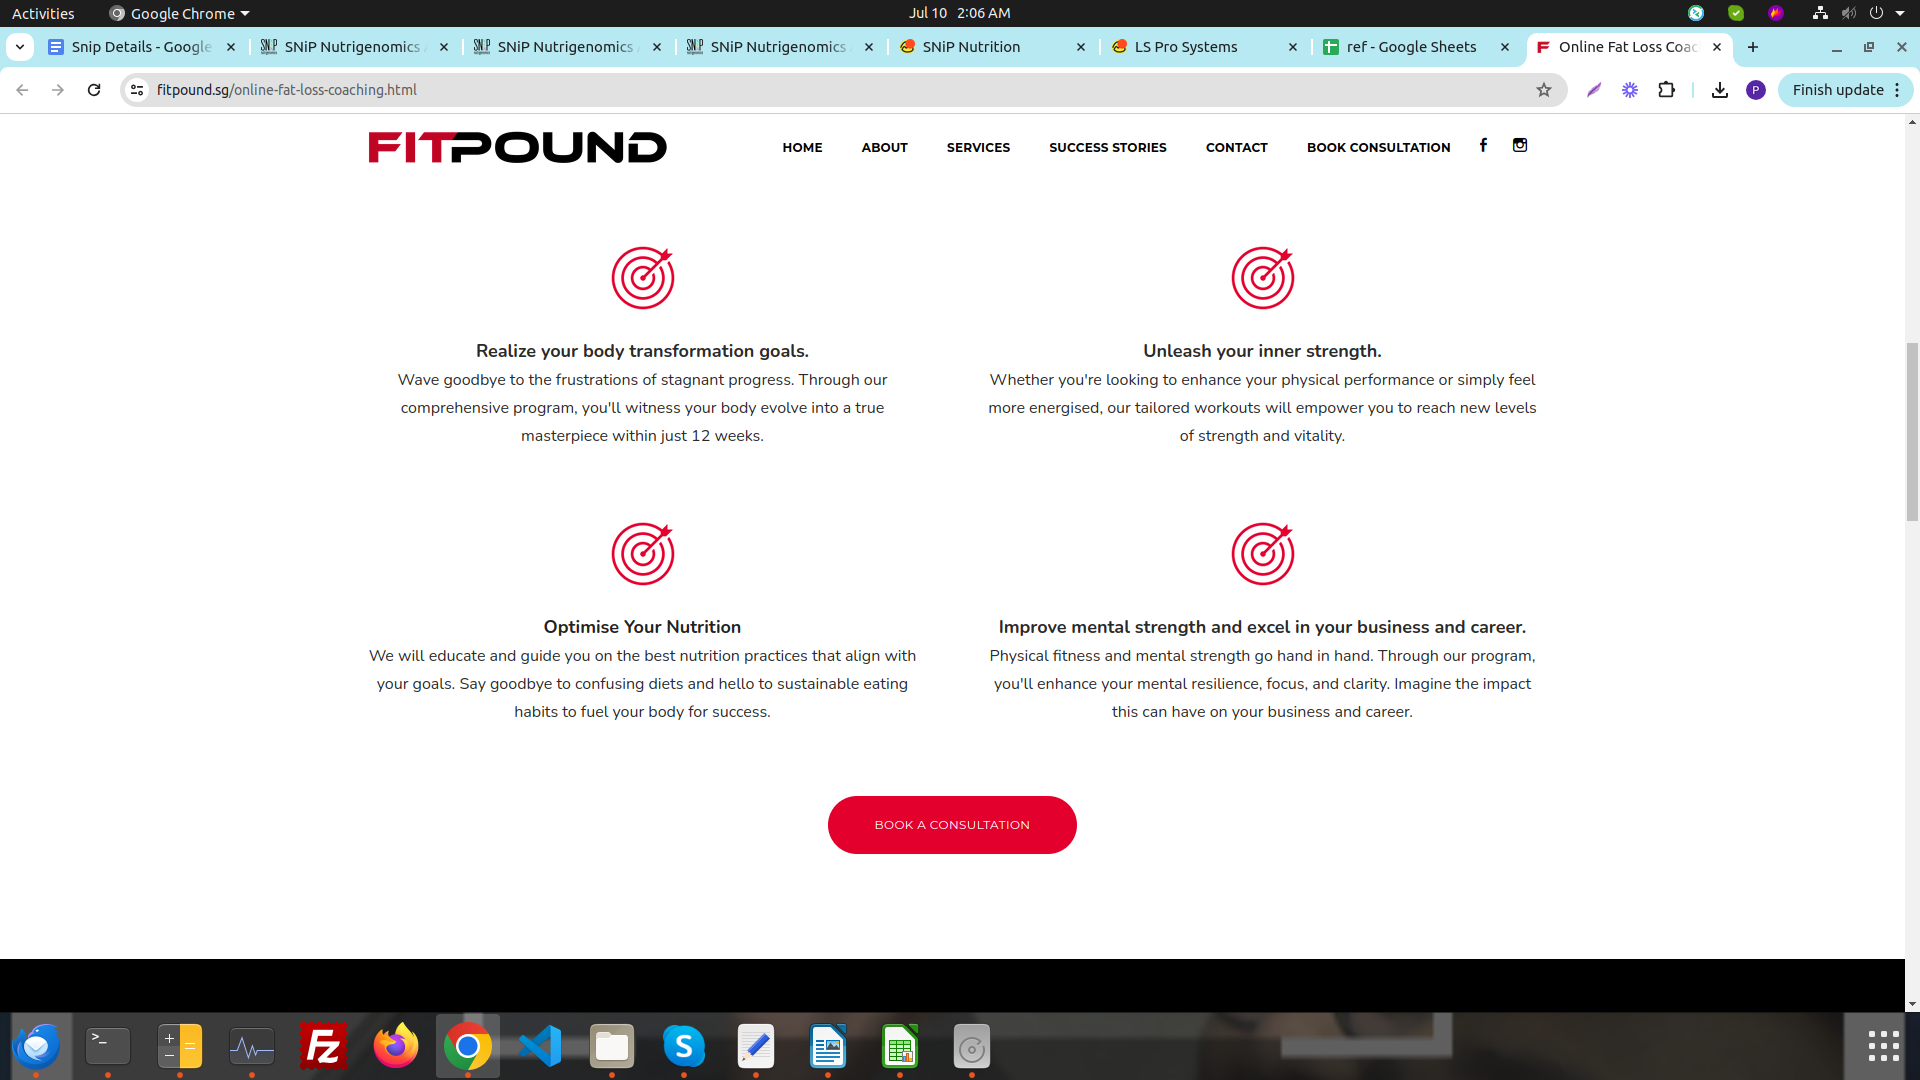 Activities
Google Chrome
Jul 10 2:06 AM
Snip Details - Google
SNiP Nutrigenomics
SNiP Nutrigenomics
SNiP Nutrigenomics
SNiP Nutrition
LS Pro Systems
ref - Google Sheets
Online Fat Loss Coac
fitpound.sg/online-fat-loss-coaching.html
P
Finish update
FITPOUND
HOME
ABOUT
SERVICES
SUCCESS STORIES
CONTACT
BOOK CONSULTATION
Realize your body transformation goals.
Wave goodbye to the frustrations of stagnant progress. Through our
comprehensive program, you'll witness your body evolve into a true
masterpiece within just 12 weeks.
Unleash your inner strength.
Whether you're looking to enhance your physical performance or simply feel
more energised, our tailored workouts will empower you to reach new levels
of strength and vitality.
Optimise Your Nutrition
We will educate and guide you on the best nutrition practices that align with
your goals. Say goodbye to confusing diets and hello to sustainable eating
habits to fuel your body for success.
Improve mental strength and excel in your business and career.
Physical fitness and mental strength go hand in hand. Through our program,
you'll enhance your mental resilience, focus, and clarity. Imagine the impact
this can have on your business and career.
BOOK A CONSULTATION